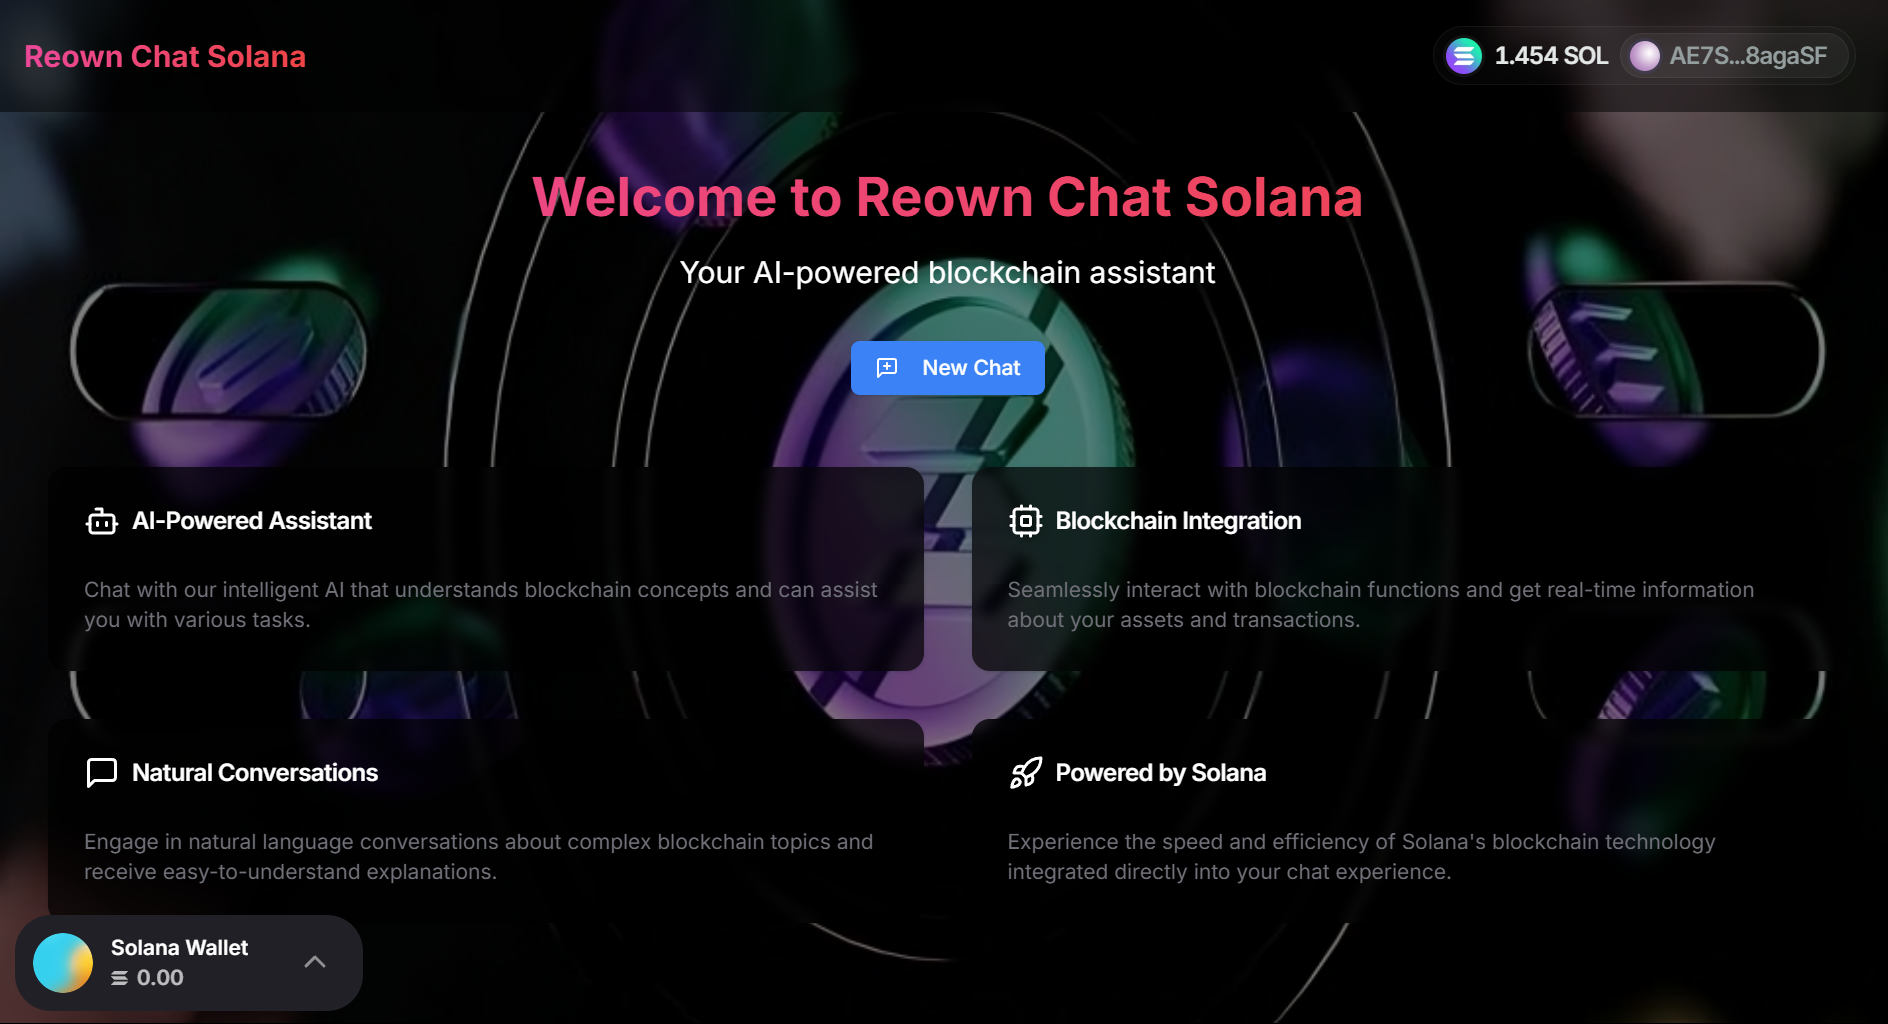 Reown Chat Solana
1.454 SOL
AE7S...8agaSF
Welcome to Reown Chat Solana
Your AI-powered blockchain assistant
New Chat
AI-Powered Assistant
Chat with our intelligent AI that understands blockchain concepts and can assist
you with various tasks.
Blockchain Integration
Seamlessly interact with blockchain functions and get real-time information
about your assets and transactions.
Natural Conversations
Engage in natural language conversations about complex blockchain topics and
receive easy-to-understand explanations.
Powered by Solana
Experience the speed and efficiency of Solana's blockchain technology
integrated directly into your chat experience.
Solana Wallet
0.00